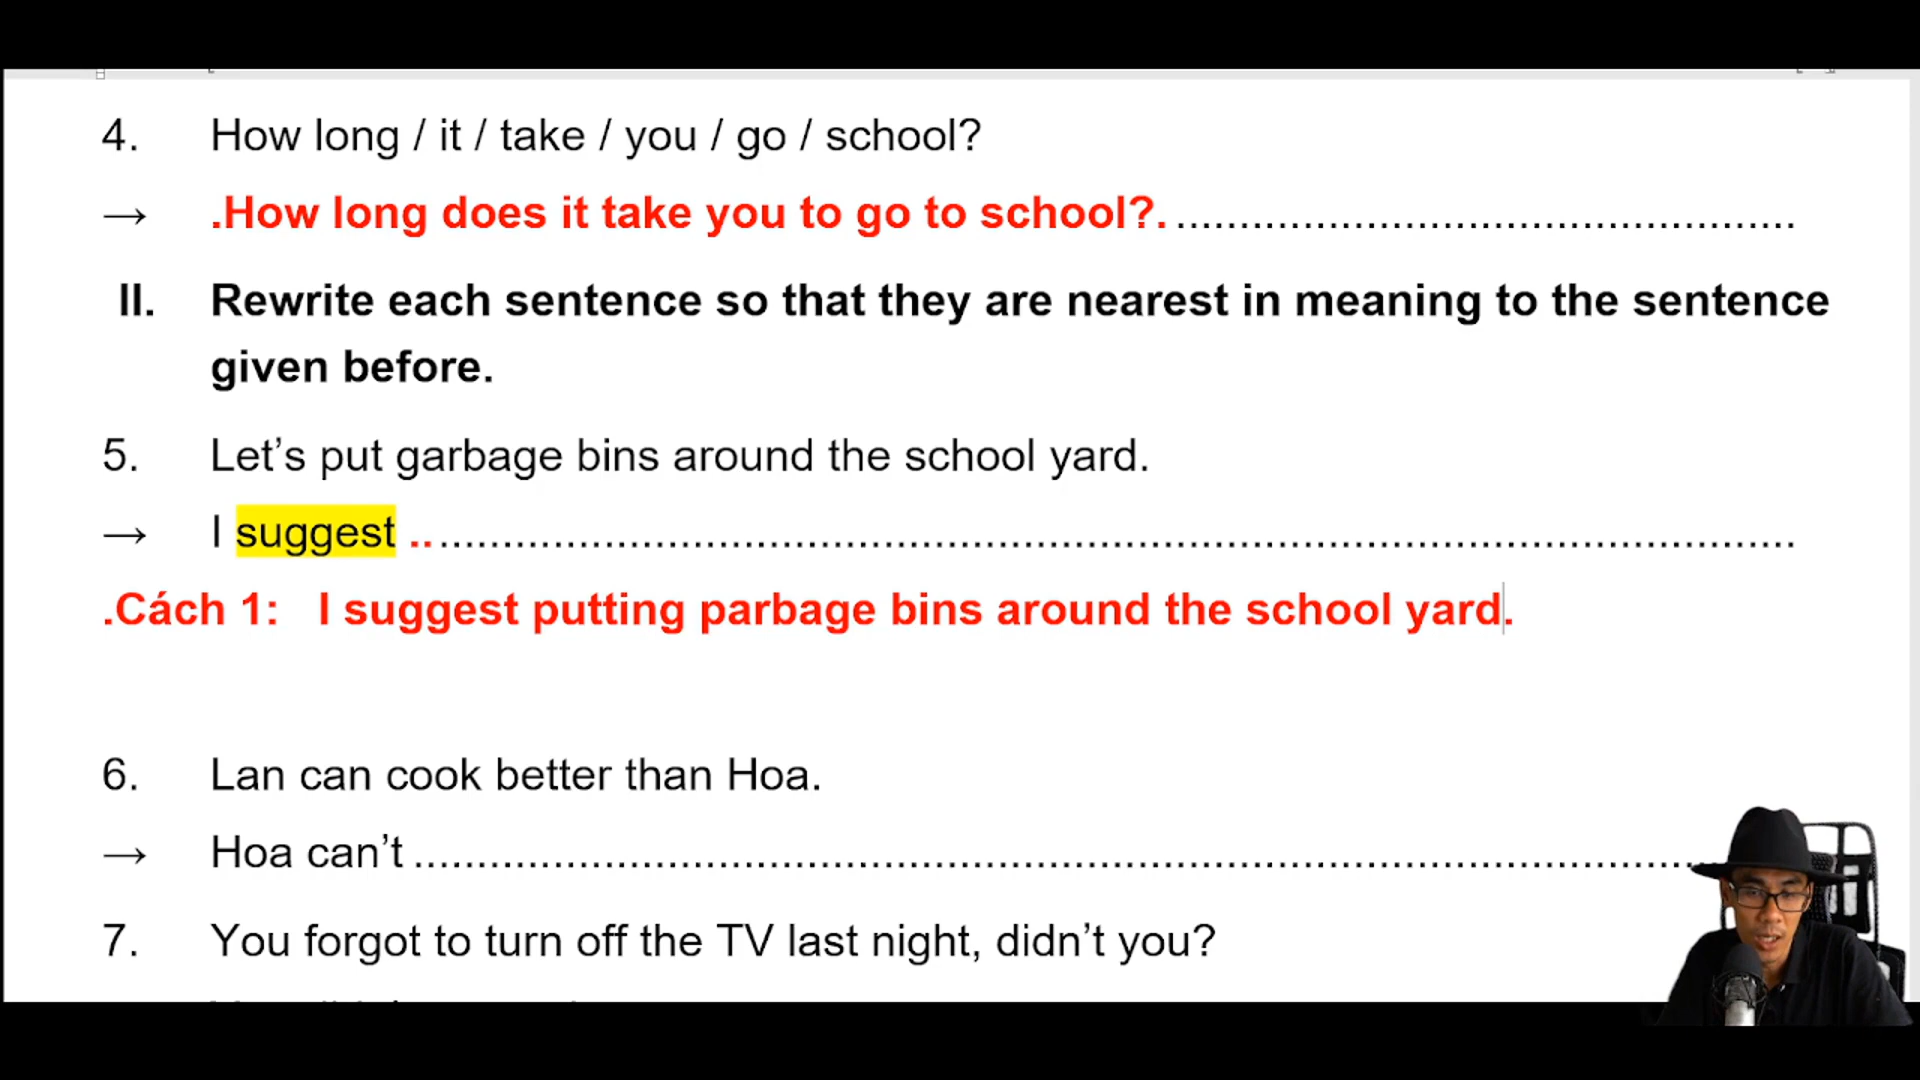 4. How long / it / take / you / go / school?
→ .How long does it take you to go to school?. ................................................
II. Rewrite each sentence so that they are nearest in meaning to the sentence
given before.
5. Let’s put garbage bins around the school yard.
→ I suggest ..............................................................................................................
.Cách 1: I suggest putting parbage bins around the school yard.
6. Lan can cook better than Hoa.
→ Hoa can’t .....................................................................................................
7. You forgot to turn off the TV last night, didn’t you?